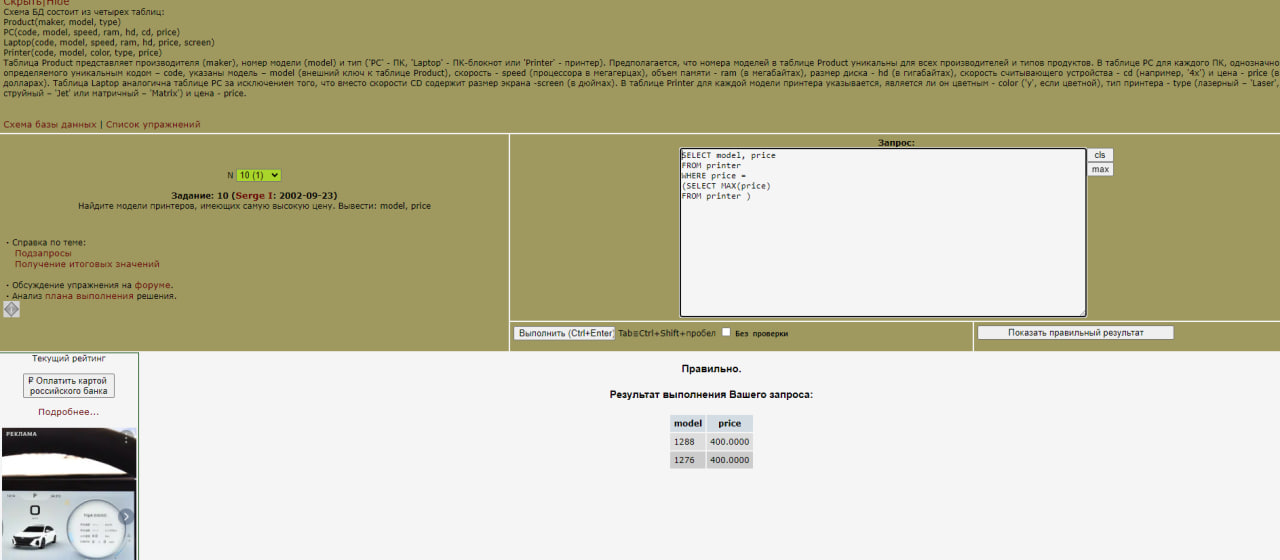 Скрыть|Hide
Схема БД состоит из четырех таблиц:
Product(maker, model, type)
PC(code, model, speed, ram, hd, cd, price)
Laptop(code, model, speed, ram, hd, price, screen)
Printer(code, model, color, type, price)
Таблица Product представляет производителя (maker), номер модели (model) и тип ('PC' - ПК, 'Laptop' - ПК-блокнот или 'Printer' - принтер). Предполагается, что номера моделей в таблице Product уникальны для всех производителей и типов продуктов. В таблице PC для каждого ПК, однозначно
определяемого уникальным кодом – code, указаны модель – model (внешний ключ к таблице Product), скорость - speed (процессора в мегагерцах), объем памяти - ram (в мегабайтах), размер диска - hd (в гигабайтах), скорость считывающего устройства - cd (например, '4x') и цена - price (в
долларах). Таблица Laptop аналогична таблице PC за исключением того, что вместо скорости CD содержит размер экрана -screen (в дюймах). В таблице Printer для каждой модели принтера указывается, является ли он цветным - color ('y', если цветной), тип принтера - type (лазерный – 'Laser',
струйный – 'Jet' или матричный – 'Matrix') и цена - price.
Схема базы данных | Список упражнений
Запрос:
SELECT model, price
FROM printer
WHERE price =
(SELECT MAX(price)
FROM printer )
cls
max
N 10 (1)
Задание: 10 (Serge I: 2002-09-23)
Найдите модели принтеров, имеющих самую высокую цену. Вывести: model, price
· Справка по теме:
Подзапросы
Получение итоговых значений
· Обсуждение упражнения на форуме.
· Анализ плана выполнения решения.
Выполнить (Ctrl+Enter) Tab≡Ctrl+Shift+пробел Без проверки
Показать правильный результат
Текущий рейтинг
₽ Оплатить картой
российского банка
Подробнее...
РЕКЛАМА
Правильно.
Результат выполнения Вашего запроса:
model price
1288 400.0000
1276 400.0000